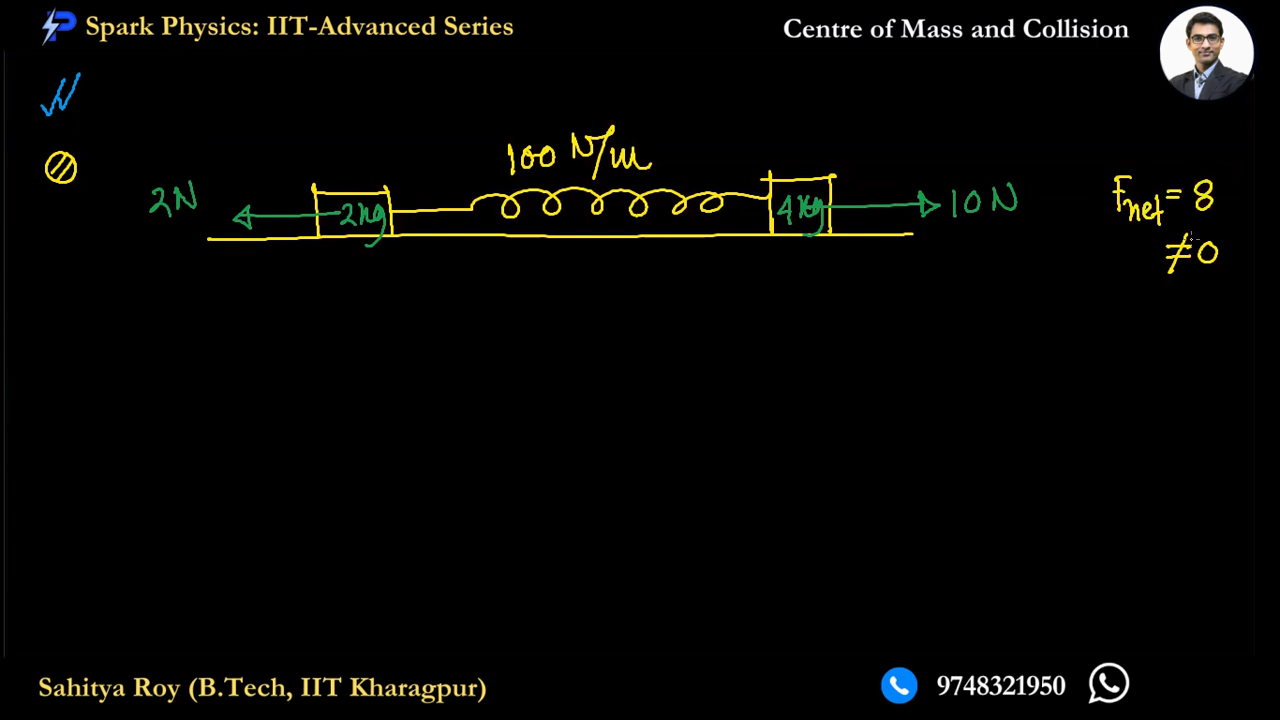 Spark Physics: IIT-Advanced Series
Centre of Mass and Collision
100 N/m
2N
2kg
4kg
10N
Fnet = 8
≠0
Sahitya Roy (B.Tech, IIT Kharagpur)
9748321950